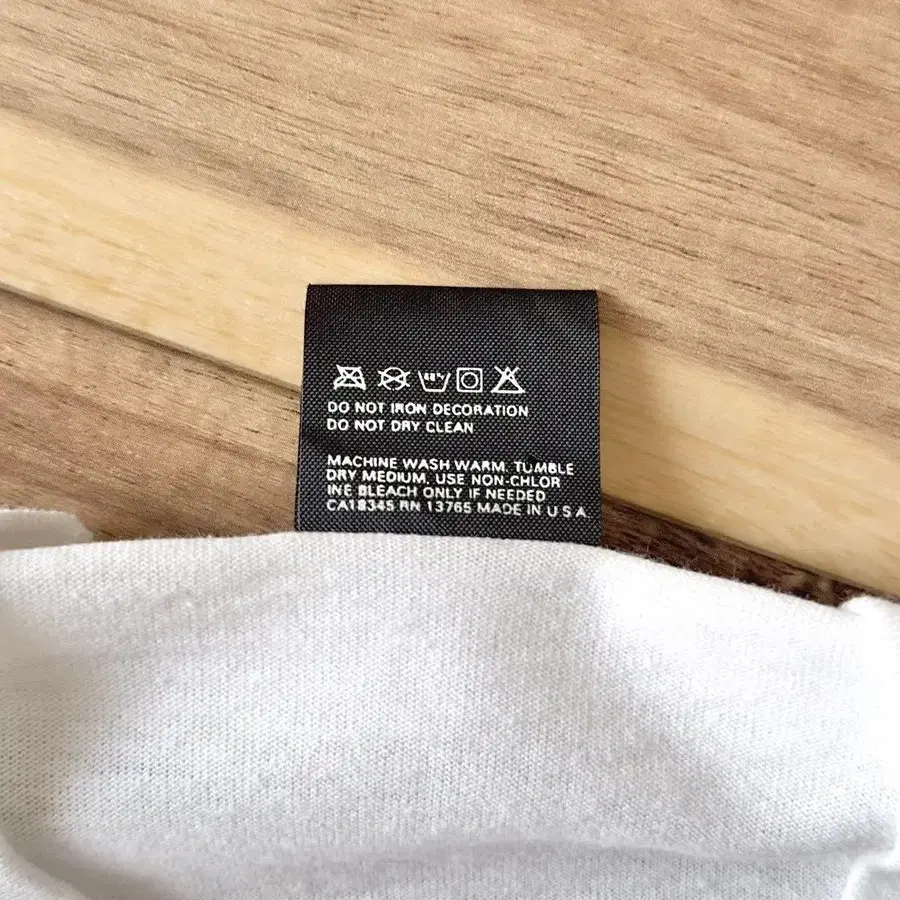 40°C
DO NOT IRON DECORATION
DO NOT DRY CLEAN
MACHINE WASH WARM. TUMBLE
DRY MEDIUM. USE NON-CHLOR
INE BLEACH ONLY IF NEEDED
CA18345 RN 13765 MADE IN U.S.A.